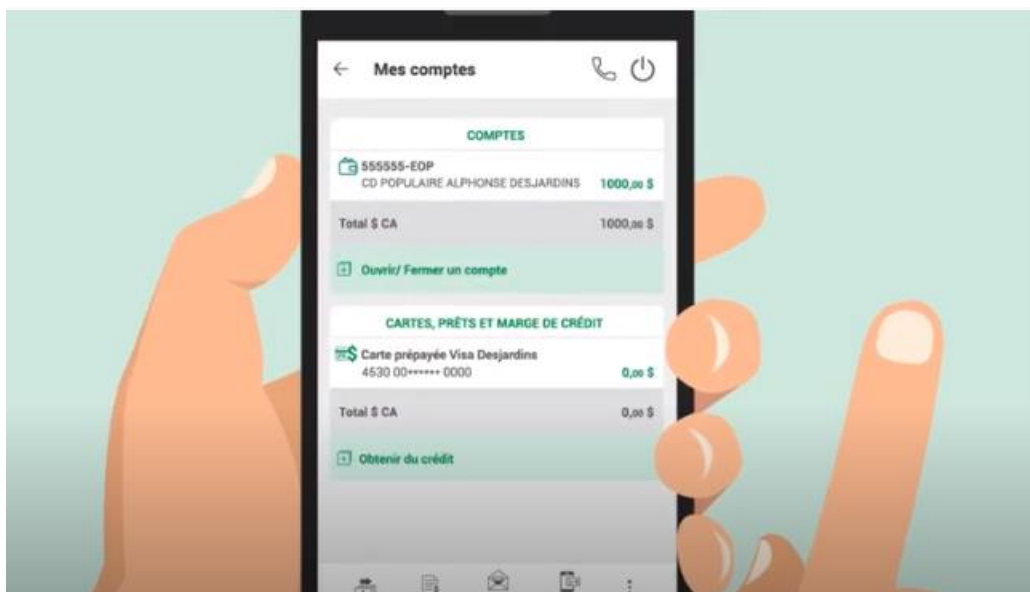 Mes comptes
COMPTES
555555-EOP
CD POPULAIRE ALPHONSE DESJARDINS 1000,00 $
Total $ CA 1000,00 $
Ouvrir/ Fermer un compte
CARTES, PRÊTS ET MARGE DE CRÉDIT
Carte prépayée Visa Desjardins
4530 00•••••• 0000 0,00 $
Total $ CA 0,00 $
Obtenir du crédit